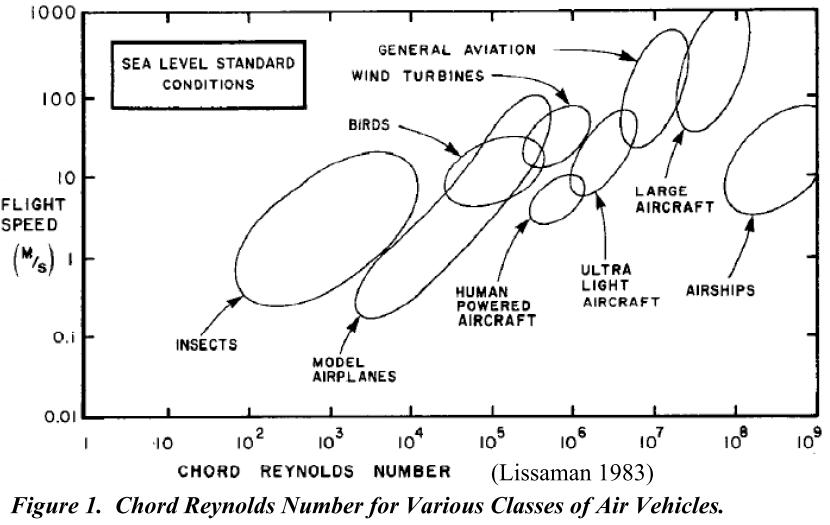 1000
100
10
1
0.1
0.01
FLIGHT
SPEED
(M/s)
SEA LEVEL STANDARD
CONDITIONS
GENERAL AVIATION
WIND TURBINES
BIRDS
LARGE
AIRCRAFT
AIRSHIPS
ULTRA
LIGHT
AIRCRAFT
HUMAN
POWERED
AIRCRAFT
INSECTS
MODEL
AIRPLANES
1 10 10² 10³ 10⁴ 10⁵ 10⁶ 10⁷ 10⁸ 10⁹
CHORD REYNOLDS NUMBER (Lissaman 1983)
Figure 1. Chord Reynolds Number for Various Classes of Air Vehicles.